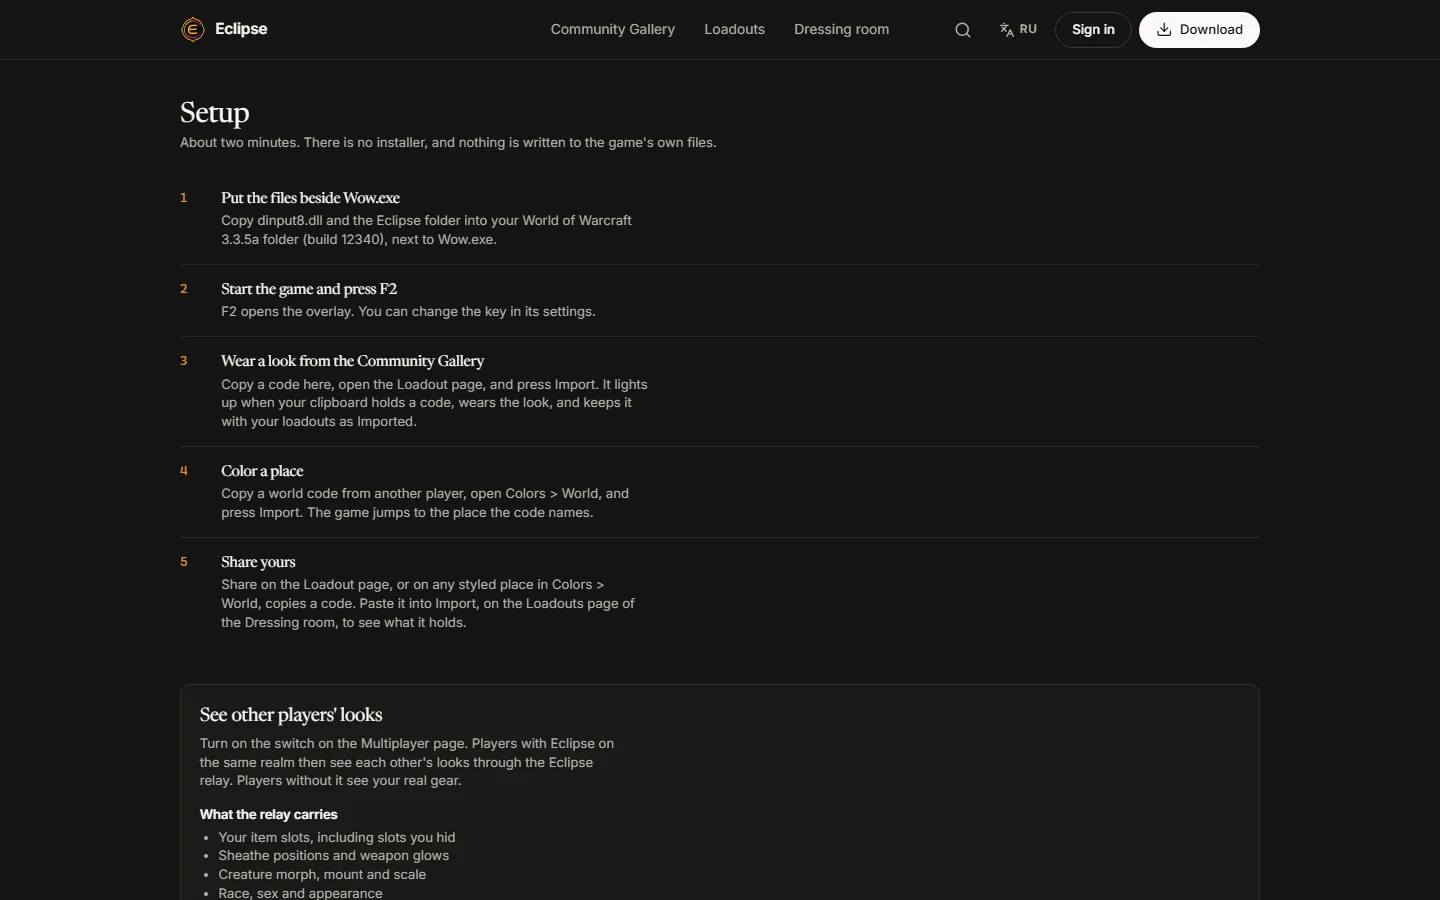 Eclipse
Community Gallery
Loadouts
Dressing room
RU
Sign in
Download
Setup
About two minutes. There is no installer, and nothing is written to the game's own files.
1
Put the files beside Wow.exe
Copy dinput8.dll and the Eclipse folder into your World of Warcraft
3.3.5a folder (build 12340), next to Wow.exe.
2
Start the game and press F2
F2 opens the overlay. You can change the key in its settings.
3
Wear a look from the Community Gallery
Copy a code here, open the Loadout page, and press Import. It lights
up when your clipboard holds a code, wears the look, and keeps it
with your loadouts as Imported.
4
Color a place
Copy a world code from another player, open Colors > World, and
press Import. The game jumps to the place the code names.
5
Share yours
Share on the Loadout page, or on any styled place in Colors >
World, copies a code. Paste it into Import, on the Loadouts page of
the Dressing room, to see what it holds.
See other players' looks
Turn on the switch on the Multiplayer page. Players with Eclipse on
the same realm then see each other's looks through the Eclipse
relay. Players without it see your real gear.
What the relay carries
• Your item slots, including slots you hid
• Sheathe positions and weapon glows
• Creature morph, mount and scale
• Race, sex and appearance